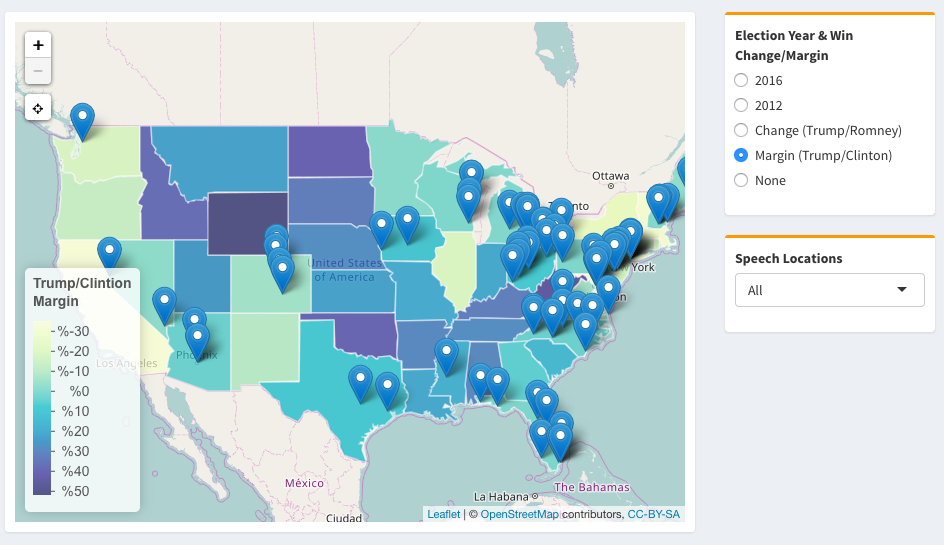 +
−
Ottawa
Toronto
United States
of America
York
Phoenix
Los Angeles
México
La Habana
The Bahamas
Ciudad
Trump/Clintion
Margin
%-30
%-20
%-10
%0
%10
%20
%30
%40
%50
Leaflet | © OpenStreetMap contributors, CC-BY-SA
Election Year & Win
Change/Margin
2016
2012
Change (Trump/Romney)
Margin (Trump/Clinton)
None
Speech Locations
All